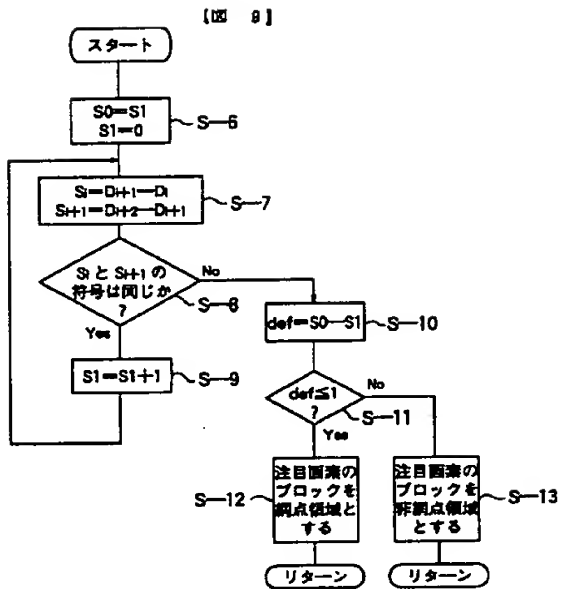 【図 9】
スタート
S0=S1
S1=0
S—6
Si=Di+1—Di
Si+1=Di+2—Di+1
S—7
SiとSi+1の
符号は同じか
?
S—8
No
Yes
S1=S1+1
S—9
def=S0—S1
S—10
def≦1
?
S—11
No
Yes
注目画素の
ブロックを
網点領域と
する
S—12
注目画素の
ブロックを
非網点領域
とする
S—13
リターン
リターン